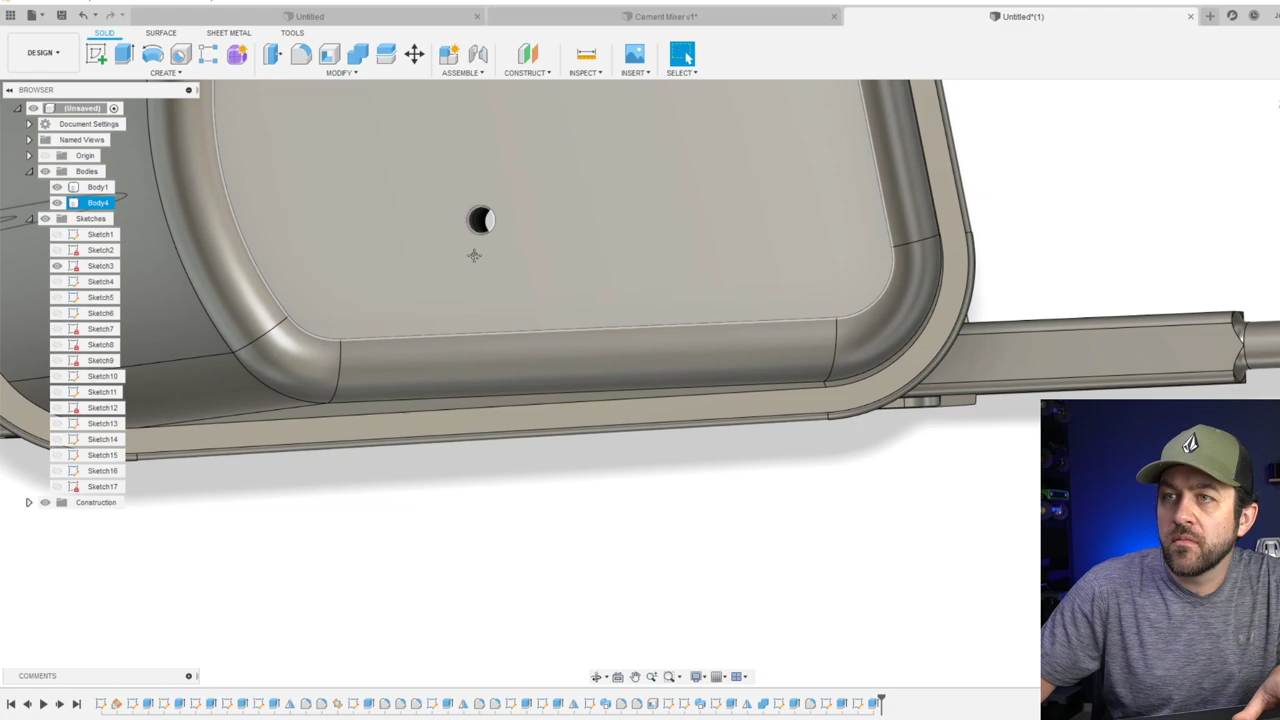 Untitled
Cement Mixer v1*
Untitled*(1)
SOLID
SURFACE
SHEET METAL
TOOLS
DESIGN
CREATE
MODIFY
ASSEMBLE
CONSTRUCT
INSPECT
INSERT
SELECT
BROWSER
(Unsaved)
Document Settings
Named Views
Origin
Bodies
Body1
Body4
Sketches
Sketch1
Sketch2
Sketch3
Sketch4
Sketch5
Sketch6
Sketch7
Sketch8
Sketch9
Sketch10
Sketch11
Sketch12
Sketch13
Sketch14
Sketch15
Sketch16
Sketch17
Construction
COMMENTS